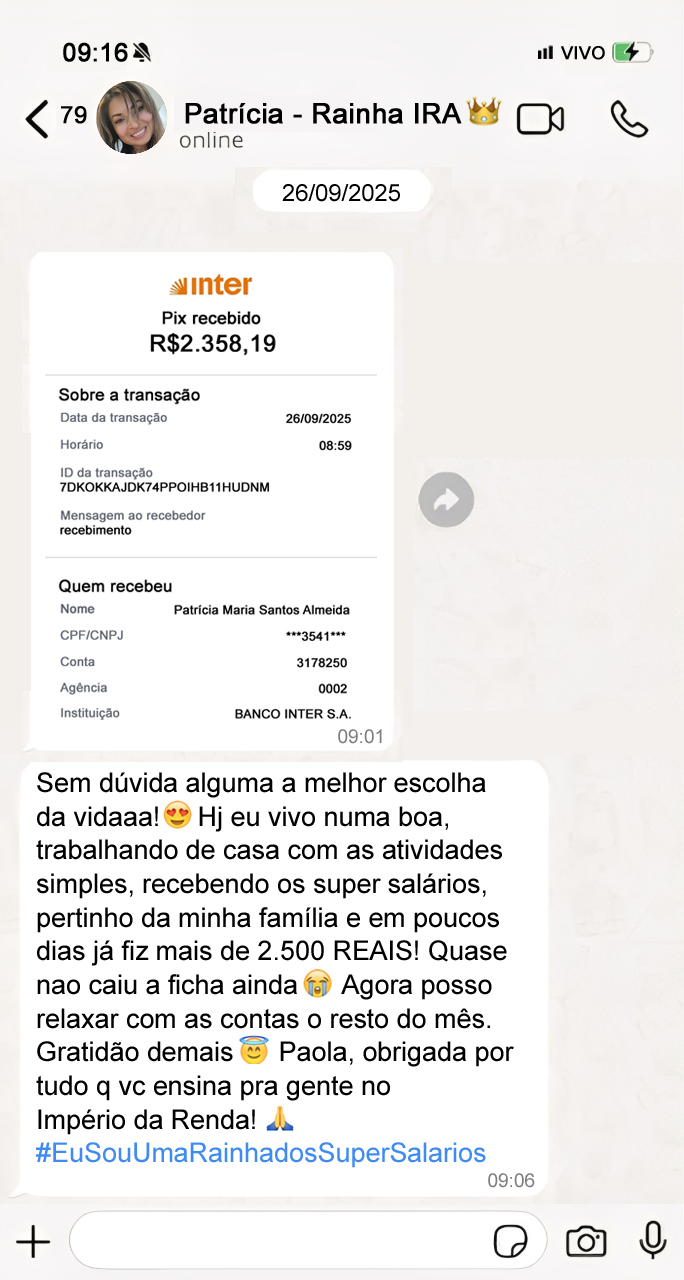 09:16 VIVO
79 Patrícia - Rainha IRA👑
online
26/09/2025
inter
Pix recebido
R$2.358,19
Sobre a transação
Data da transação 26/09/2025
Horário 08:59
ID da transação
7DKOKKAJDK74PPOIHB11HUDNM
Mensagem ao recebedor
recebimento
Quem recebeu
Nome Patrícia Maria Santos Almeida
CPF/CNPJ ***3541***
Conta 3178250
Agência 0002
Instituição BANCO INTER S.A.
09:01
Sem dúvida alguma a melhor escolha
da vidaaa!😍 Hj eu vivo numa boa,
trabalhando de casa com as atividades
simples, recebendo os super salários,
pertinho da minha família e em poucos
dias já fiz mais de 2.500 REAIS! Quase
nao caiu a ficha ainda😭 Agora posso
relaxar com as contas o resto do mês.
Gratidão demais😇 Paola, obrigada por
tudo q vc ensina pra gente no
Império da Renda! 🙏
#EuSouUmaRainhadosSuperSalarios
09:06